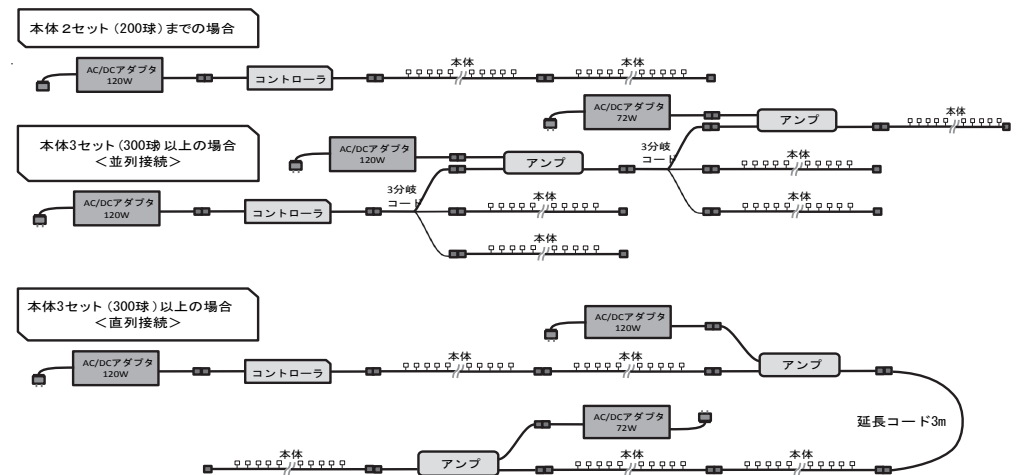 本体２セット（200球）までの場合
AC/DCアダプタ
120W
コントローラ
本体
本体
本体3セット（300球）以上の場合
＜並列接続＞
AC/DCアダプタ
72W
アンプ
本体
AC/DCアダプタ
120W
アンプ
3分岐
コード
本体
本体
AC/DCアダプタ
120W
コントローラ
3分岐
コード
本体
本体
本体3セット（300球）以上の場合
＜直列接続＞
AC/DCアダプタ
120W
AC/DCアダプタ
120W
コントローラ
本体
本体
アンプ
延長コード3m
AC/DCアダプタ
72W
本体
アンプ
本体
本体